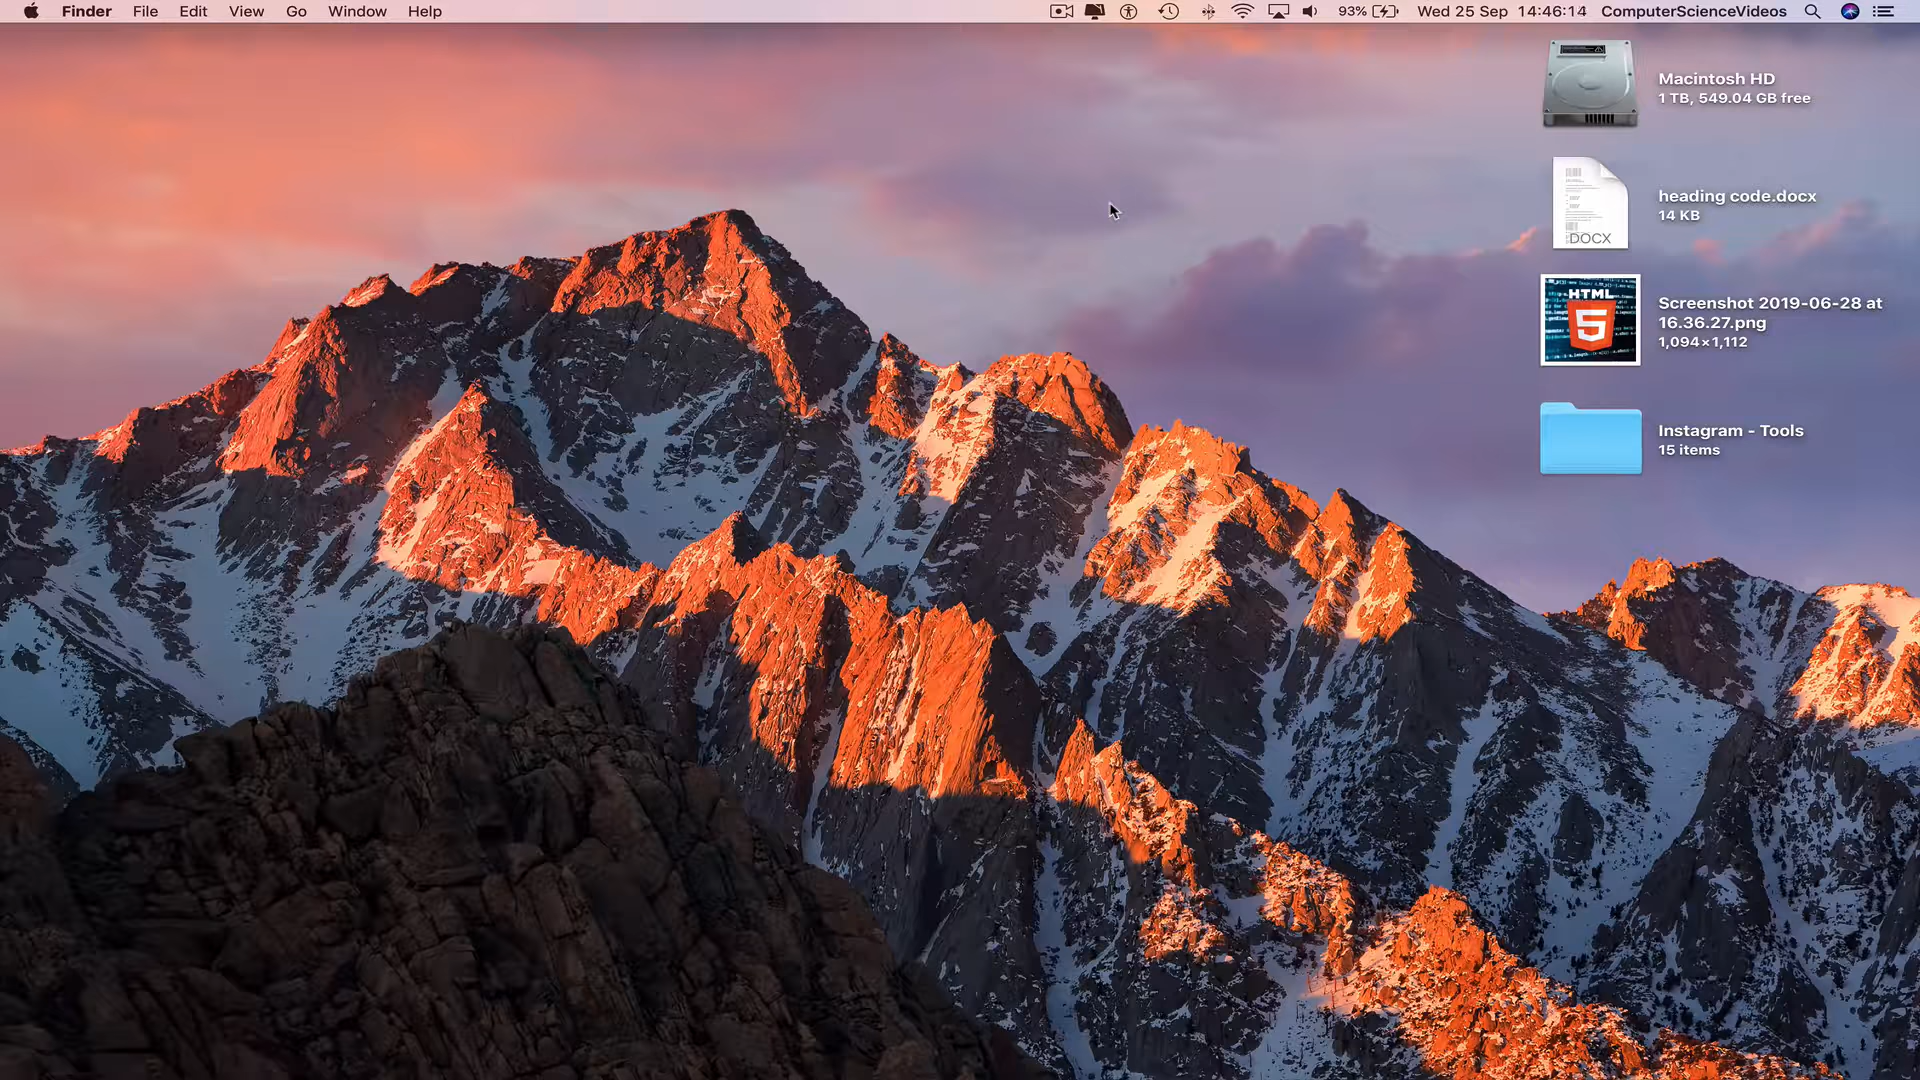 Finder File Edit View Go Window Help 93% Wed 25 Sep 14:46:14 ComputerScienceVideos
Macintosh HD
1 TB, 549.04 GB free
DOCX
heading code.docx
14 KB
HTML
5
Screenshot 2019-06-28 at
16.36.27.png
1,094×1,112
Instagram - Tools
15 items